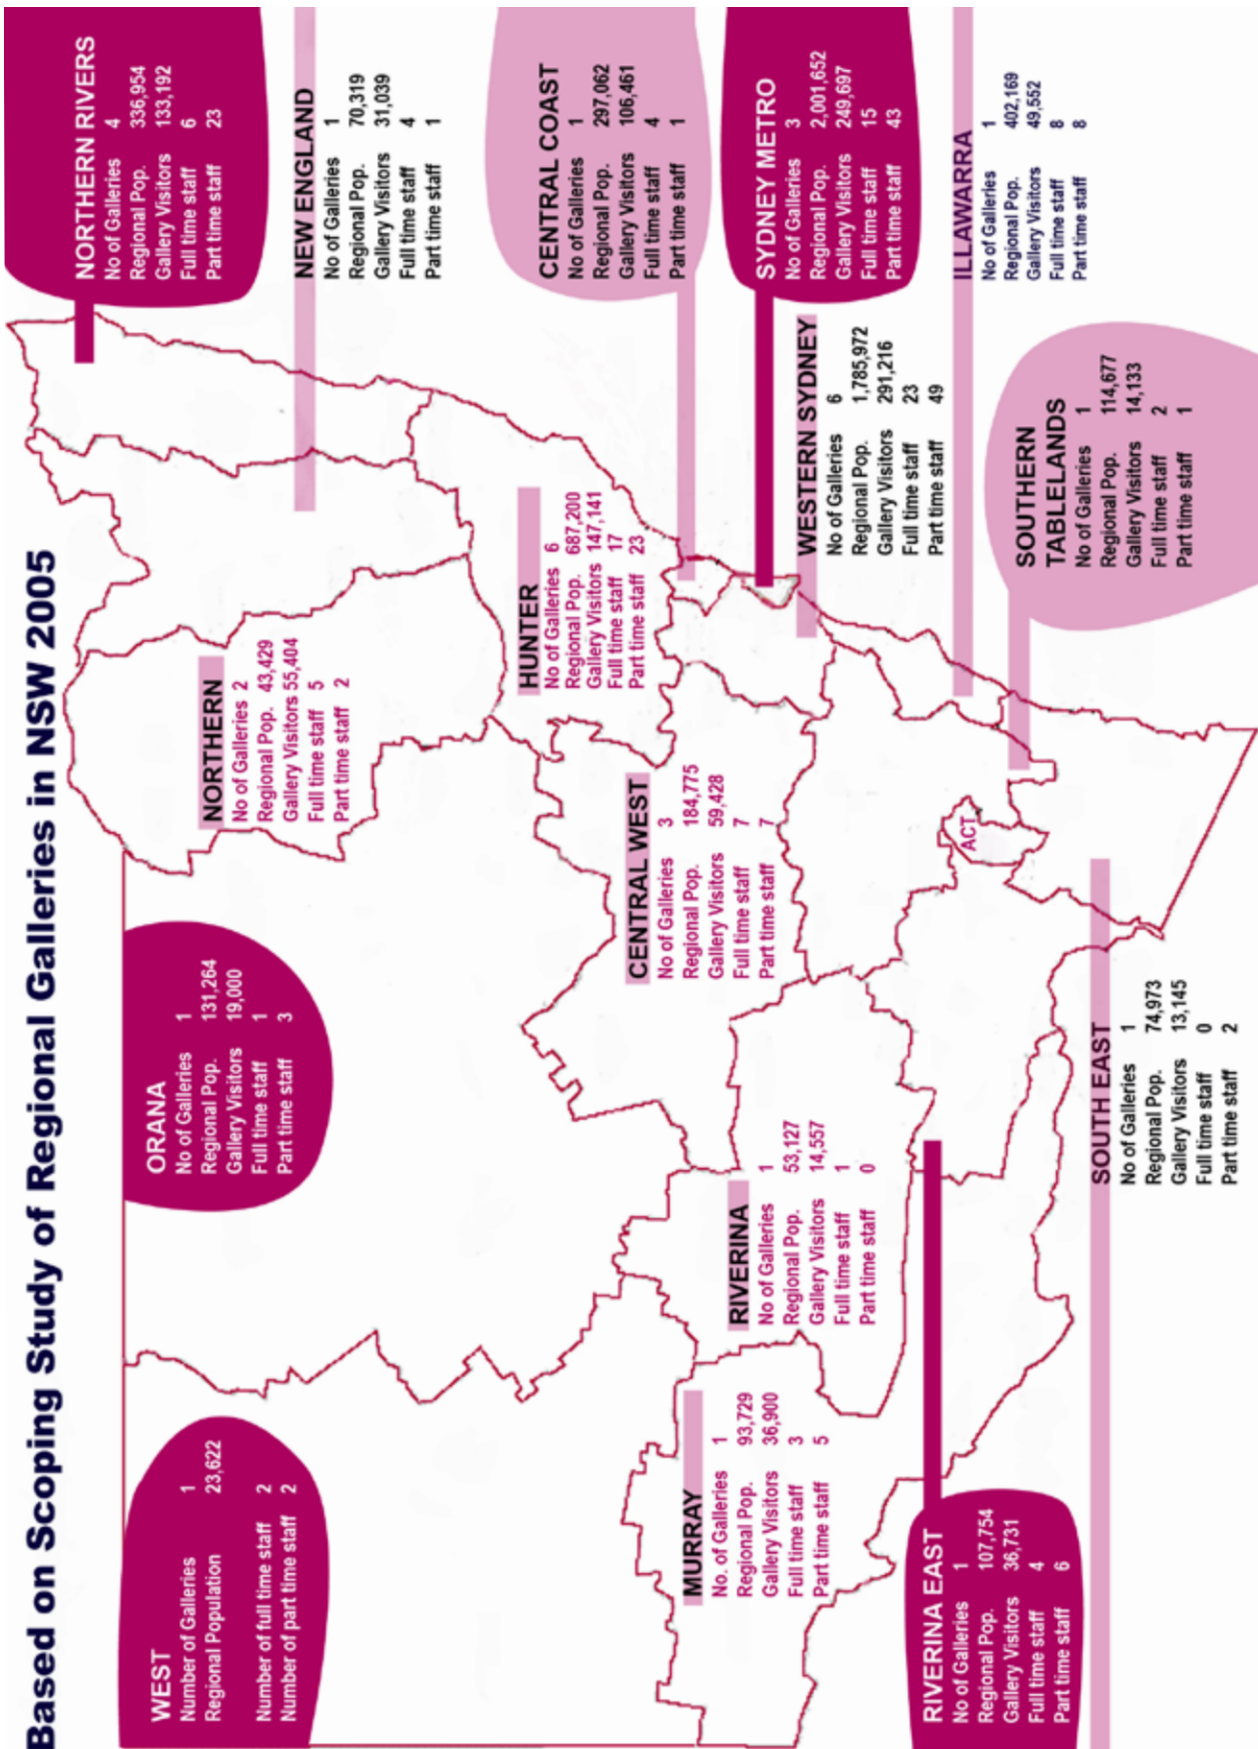 Based on Scoping Study of Regional Galleries in NSW 2005
WEST
Number of Galleries 1
Regional Population 23,622
Number of full time staff 2
Number of part time staff 2
ORANA
No of Galleries 1
Regional Pop. 131,264
Gallery Visitors 19,000
Full time staff 1
Part time staff 3
NORTHERN
No of Galleries 2
Regional Pop. 43,429
Gallery Visitors 55,404
Full time staff 5
Part time staff 2
NORTHERN RIVERS
No of Galleries 4
Regional Pop. 336,954
Gallery Visitors 133,192
Full time staff 6
Part time staff 23
NEW ENGLAND
No of Galleries 1
Regional Pop. 70,319
Gallery Visitors 31,039
Full time staff 4
Part time staff 1
HUNTER
No of Galleries 6
Regional Pop. 687,200
Gallery Visitors 147,141
Full time staff 17
Part time staff 23
CENTRAL COAST
No of Galleries 1
Regional Pop. 297,062
Gallery Visitors 106,461
Full time staff 4
Part time staff 1
CENTRAL WEST
No of Galleries 3
Regional Pop. 184,775
Gallery Visitors 59,428
Full time staff 7
Part time staff 7
MURRAY
No. of Galleries 1
Regional Pop. 93,729
Gallery Visitors 36,900
Full time staff 3
Part time staff 5
RIVERINA
No of Galleries 1
Regional Pop. 53,127
Gallery Visitors 14,557
Full time staff 1
Part time staff 0
SYDNEY METRO
No of Galleries 3
Regional Pop. 2,001,652
Gallery Visitors 249,697
Full time staff 15
Part time staff 43
WESTERN SYDNEY
No of Galleries 6
Regional Pop. 1,785,972
Gallery Visitors 291,216
Full time staff 23
Part time staff 49
ILLAWARRA
No of Galleries 1
Regional Pop. 402,169
Gallery Visitors 49,552
Full time staff 8
Part time staff 8
ACT
RIVERINA EAST
No of Galleries 1
Regional Pop. 107,754
Gallery Visitors 36,731
Full time staff 4
Part time staff 6
SOUTH EAST
No of Galleries 1
Regional Pop. 74,973
Gallery Visitors 13,145
Full time staff 0
Part time staff 2
SOUTHERN
TABLELANDS
No of Galleries 1
Regional Pop. 114,677
Gallery Visitors 14,133
Full time staff 2
Part time staff 1